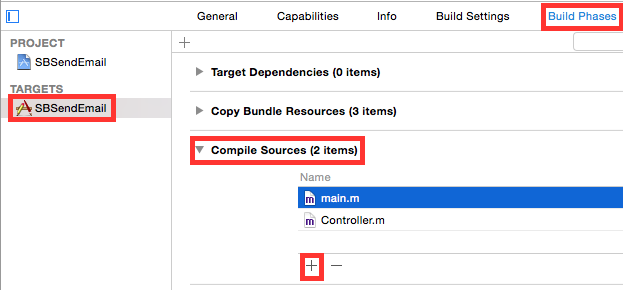 General Capabilities Info Build Settings Build Phases
PROJECT
SBSendEmail
TARGETS
SBSendEmail
Target Dependencies (0 items)
Copy Bundle Resources (3 items)
Compile Sources (2 items)
Name
m main.m
m Controller.m